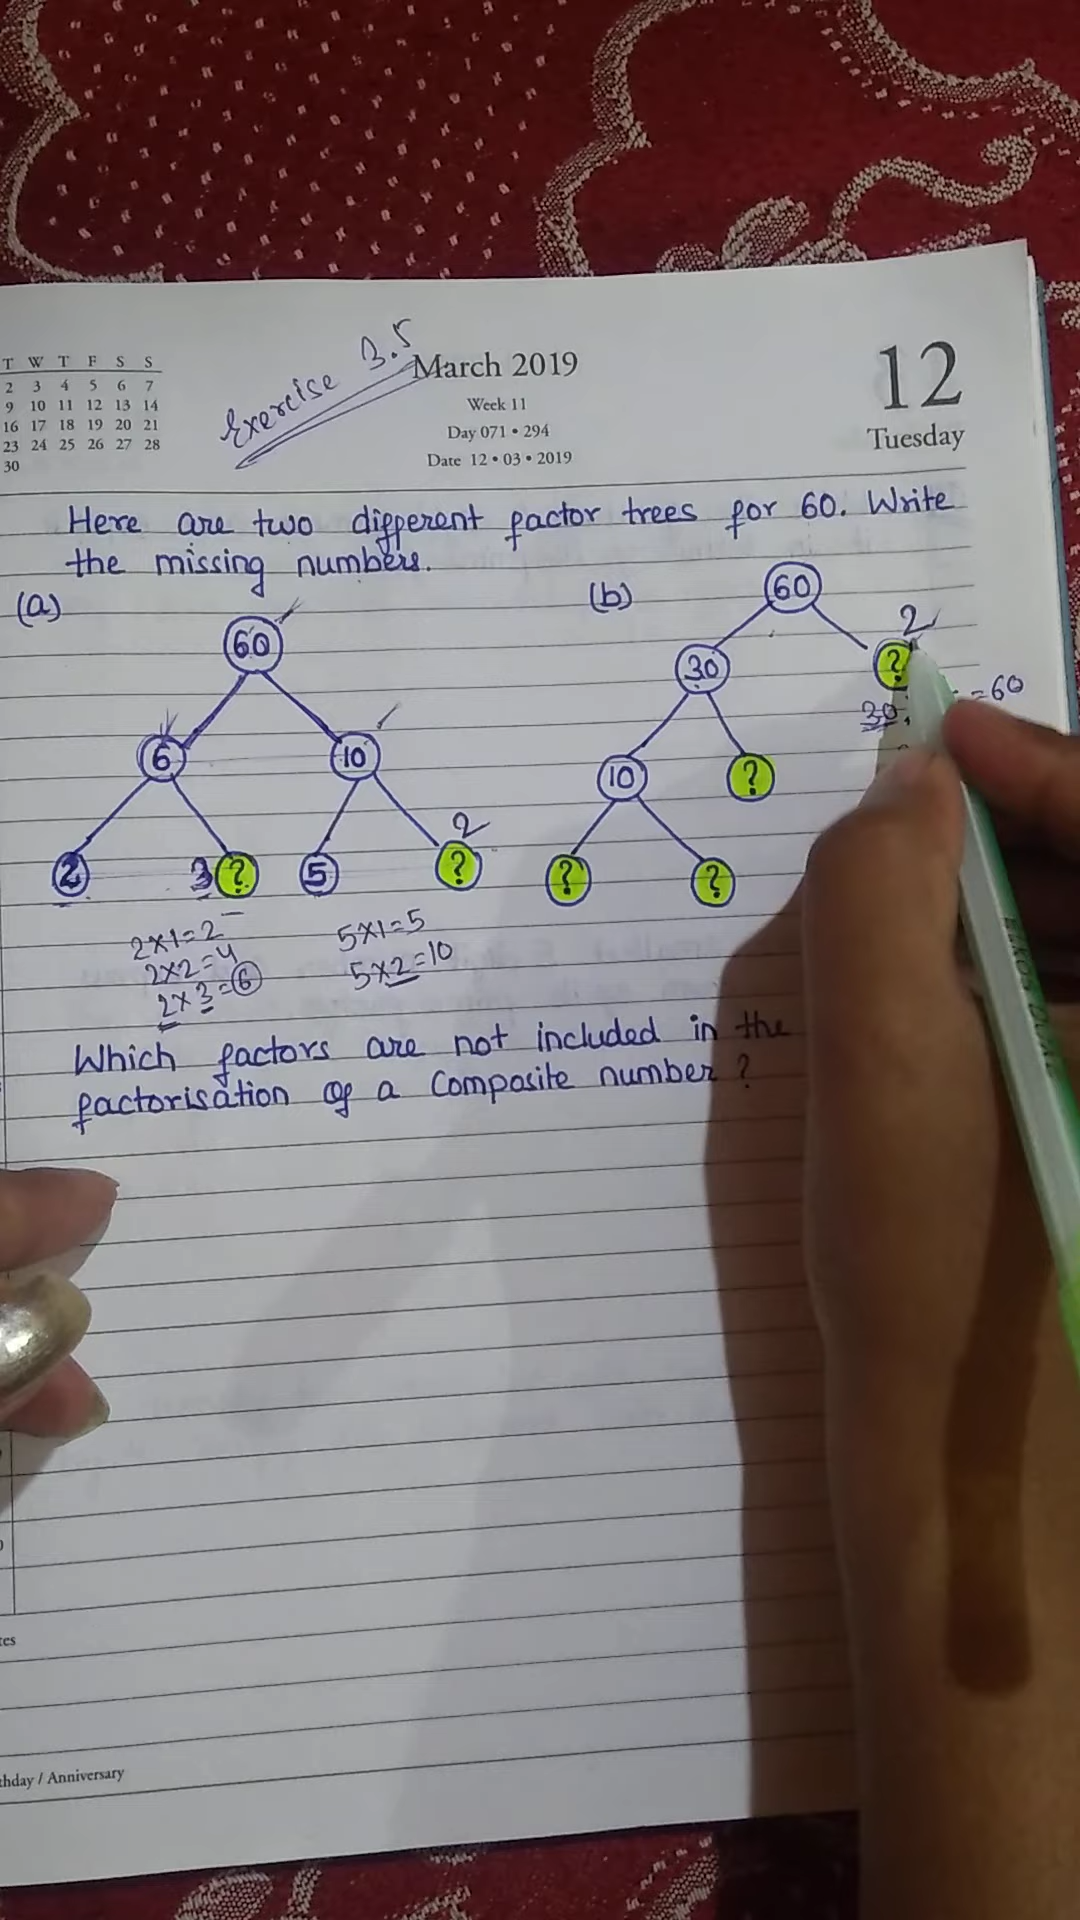 T W T F S S
2 3 4 5 6 7
9 10 11 12 13 14
16 17 18 19 20 21
23 24 25 26 27 28
30
Exercise 3.5
March 2019
Week 11
Day 071 • 294
Date 12 • 03 • 2019
12
Tuesday
Here are two different factor trees for 60. Write
the missing numbers.
(a)
60
6 10
2 3 ? 5 ? 2
2×1=2
2×2=4
2×3=6
5×1=5
5×2=10
(b)
60
30 ? 2
30 =60
10 ?
? ?
Which factors are not included in the
factorisation of a composite number ?
thday / Anniversary